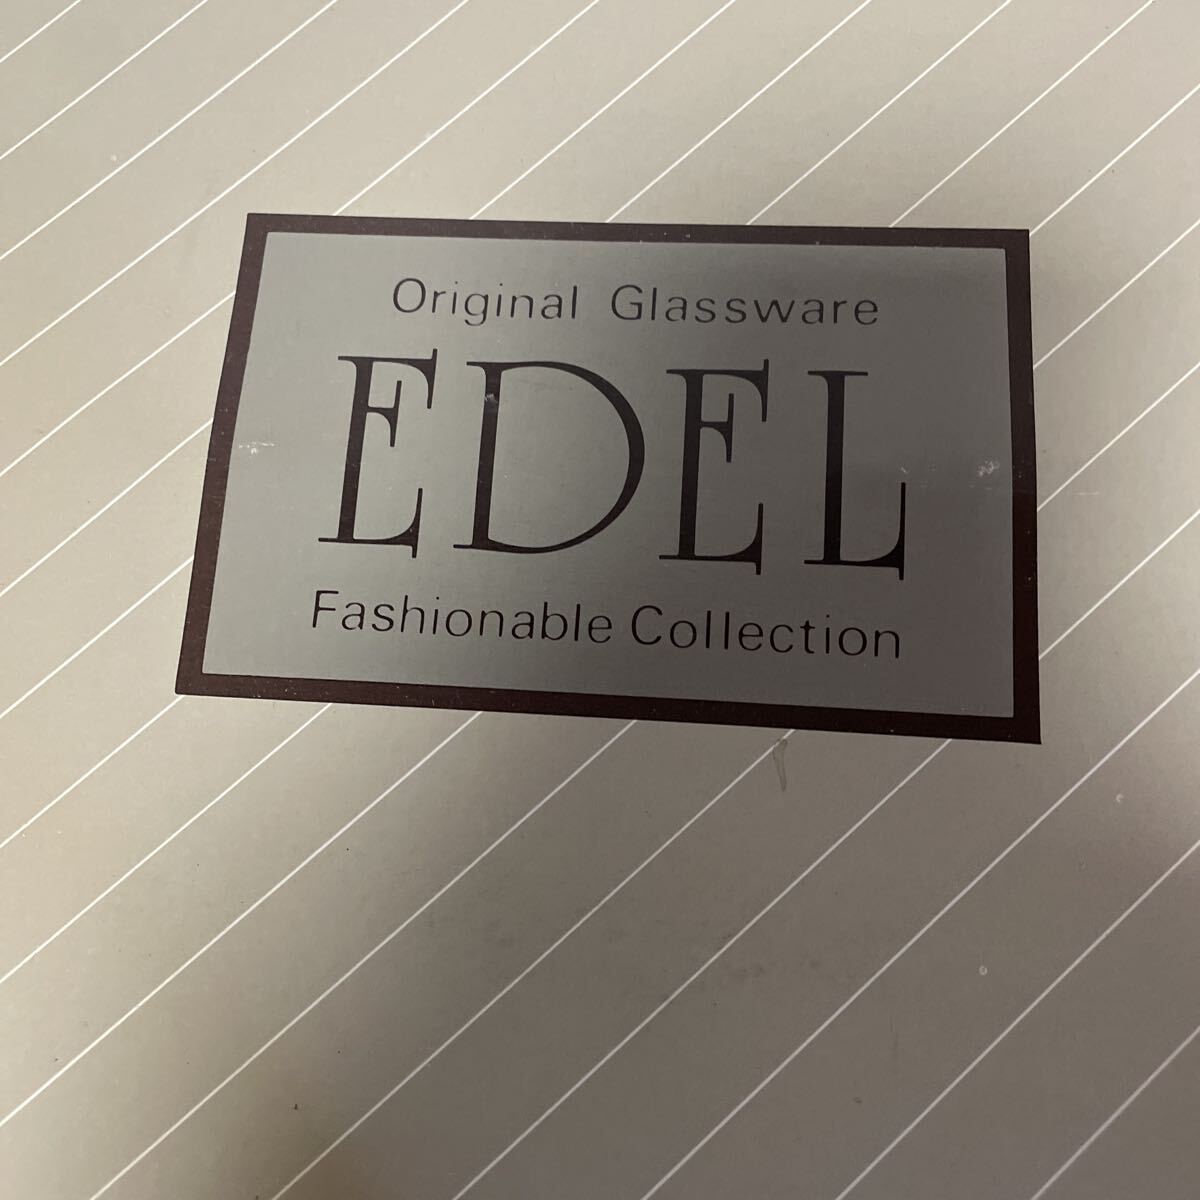 Original Glassware
EDEL
Fashionable Collection